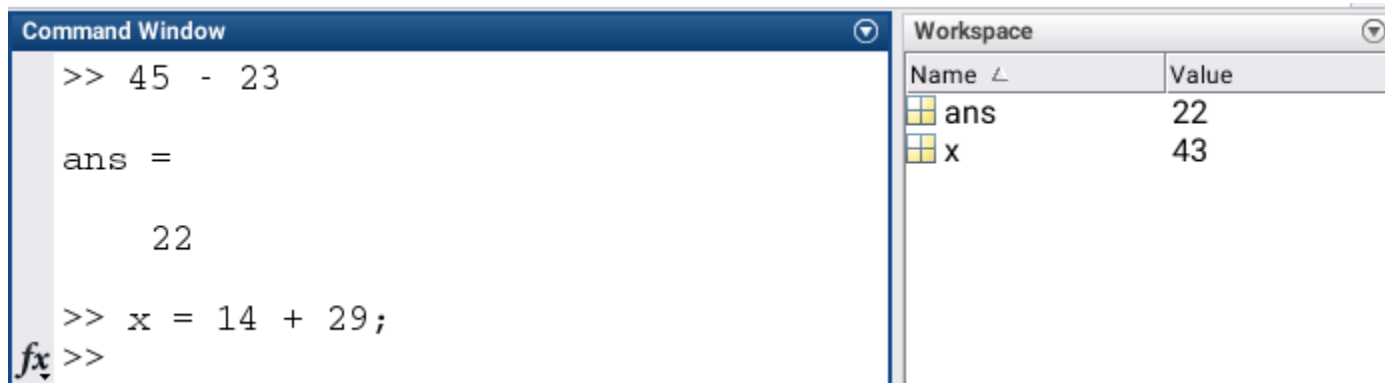 Command Window
>> 45 - 23
ans =
22
>> x = 14 + 29;
fx >>
Workspace
Name Value
ans 22
x 43